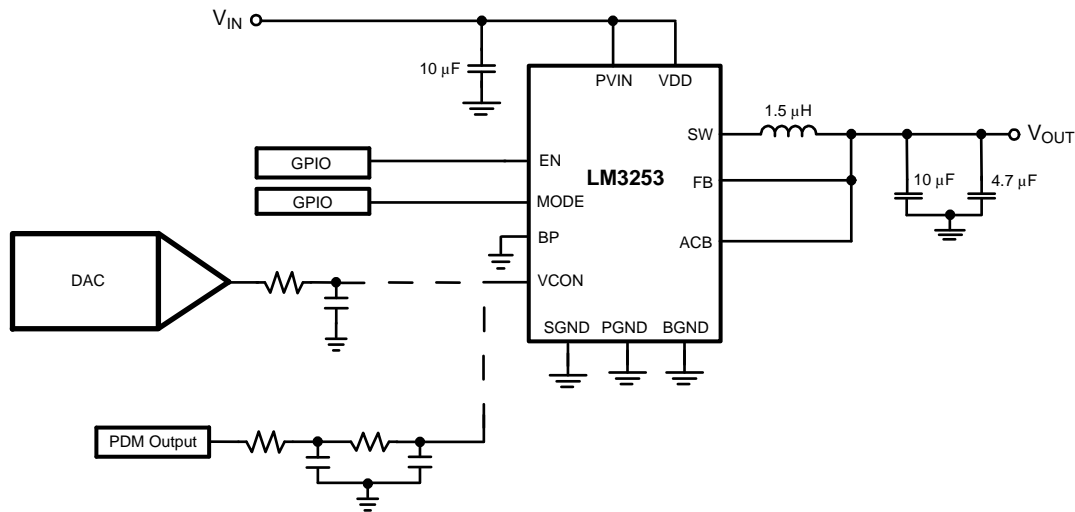 VIN
10 μF
PVIN VDD
1.5 μH
SW
VOUT
GPIO
EN
LM3253
FB
10 μF
4.7 μF
GPIO
MODE
BP
ACB
DAC
VCON
SGND PGND BGND
PDM Output